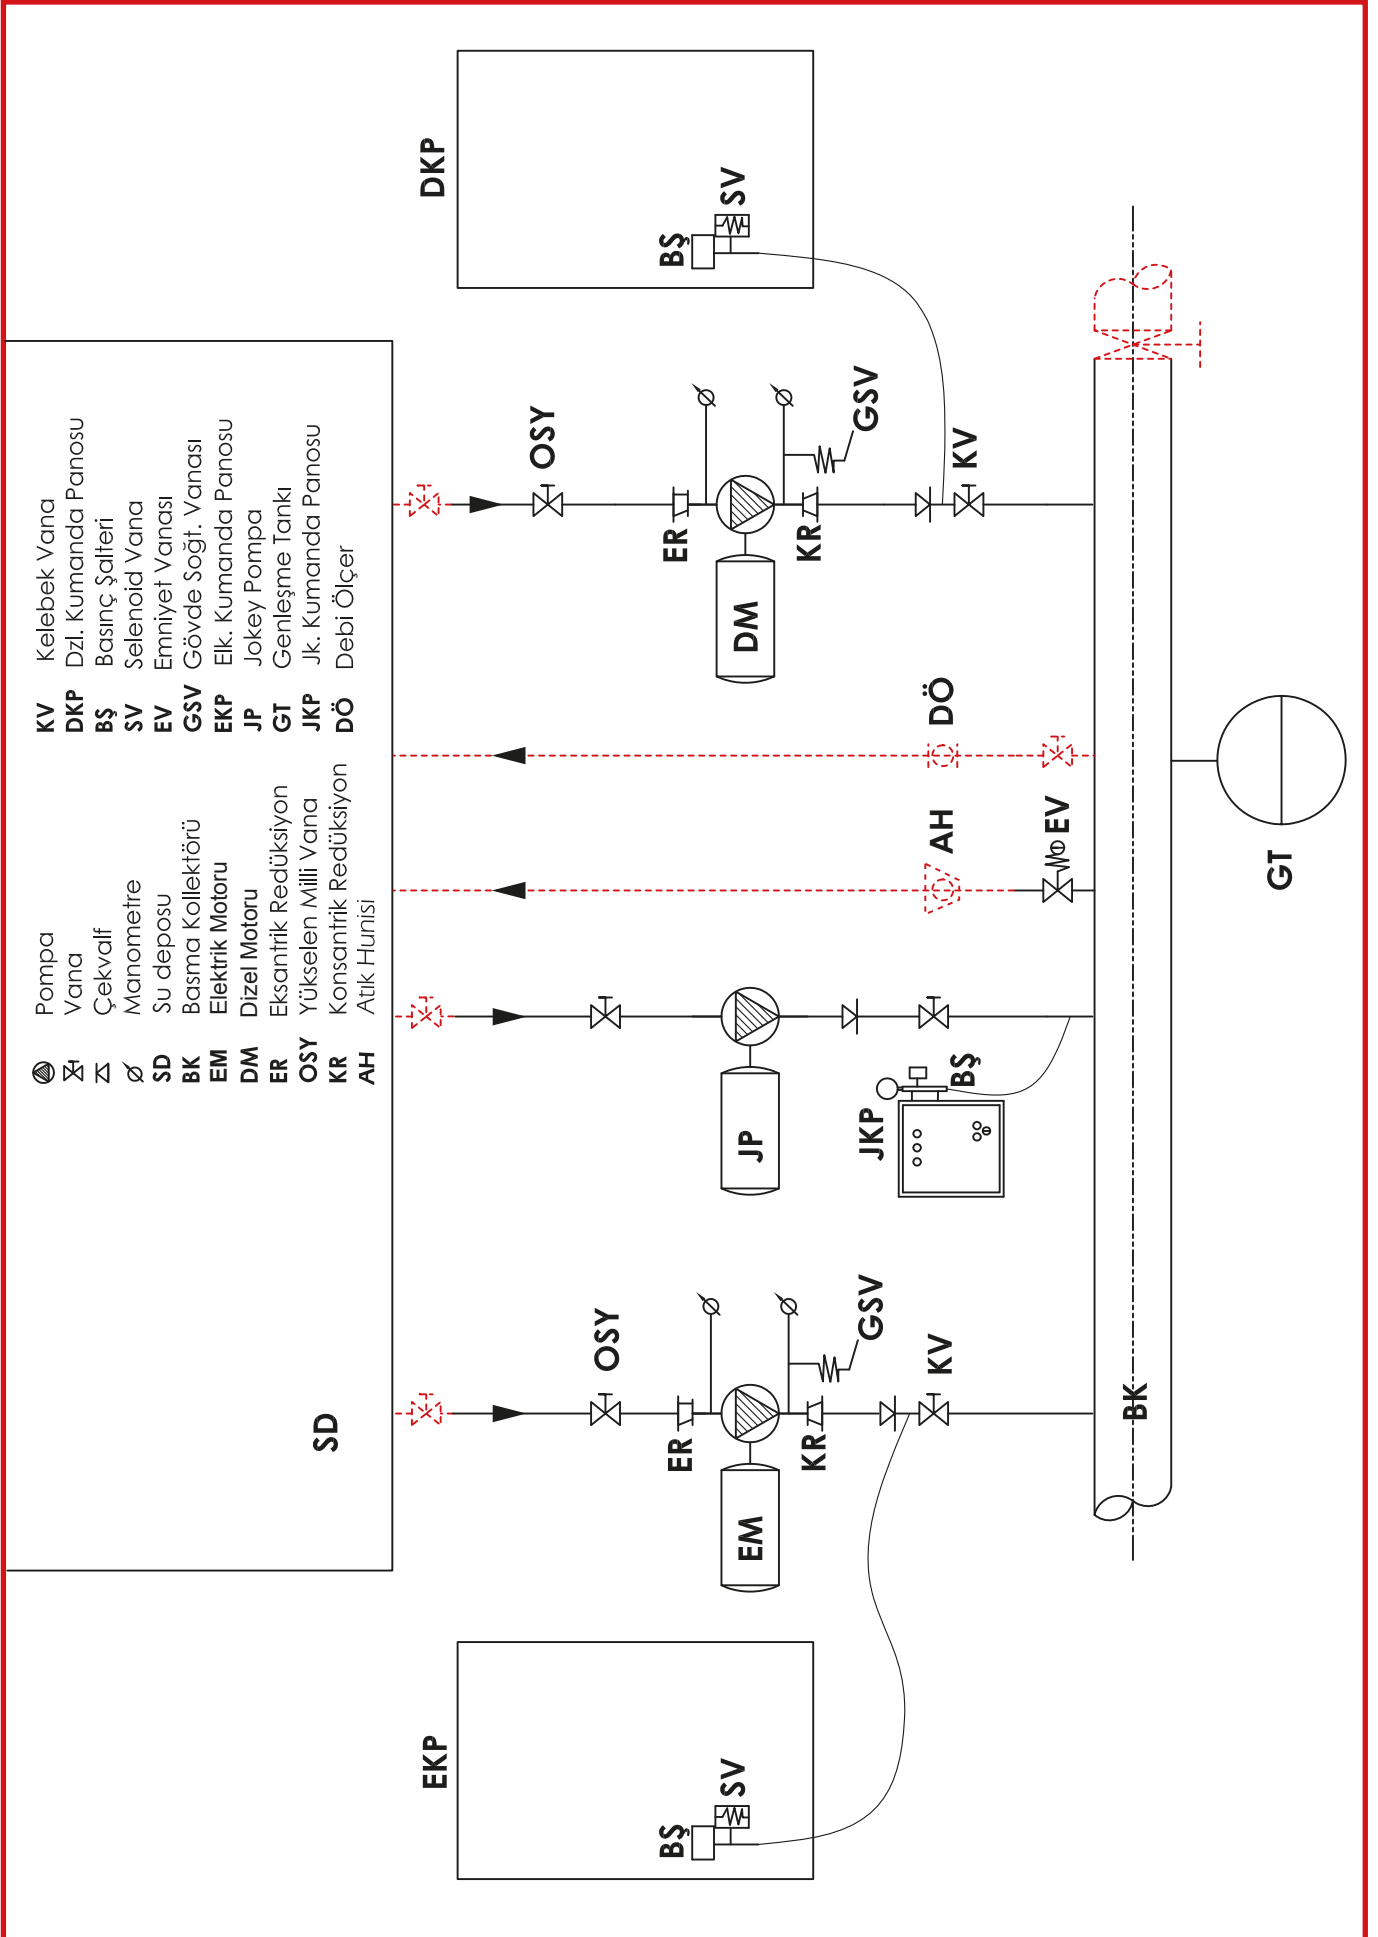 Pompa
Vana
Çekvalf
Manometre
SD Su deposu
BK Basma Kollektörü
EM Elektrik Motoru
DM Dizel Motoru
ER Eksantrik Redüksiyon
OSY Yükselen Milli Vana
KR Konsantrik Redüksiyon
AH Atık Hunisi
KV Kelebek Vana
DKP Dzl. Kumanda Panosu
BŞ Basınç Şalteri
SV Selenoid Vana
EV Emniyet Vanası
GSV Gövde Soğt. Vanası
EKP Elk. Kumanda Panosu
JP Jokey Pompa
GT Genleşme Tankı
JKP Jk. Kumanda Panosu
DÖ Debi Ölçer
SD
EKP
BŞ
SV
OSY
ER
EM
KR
GSV
KV
JP
JKP
BŞ
AH
EV
DÖ
OSY
ER
DM
KR
GSV
KV
DKP
BŞ
SV
BK
GT